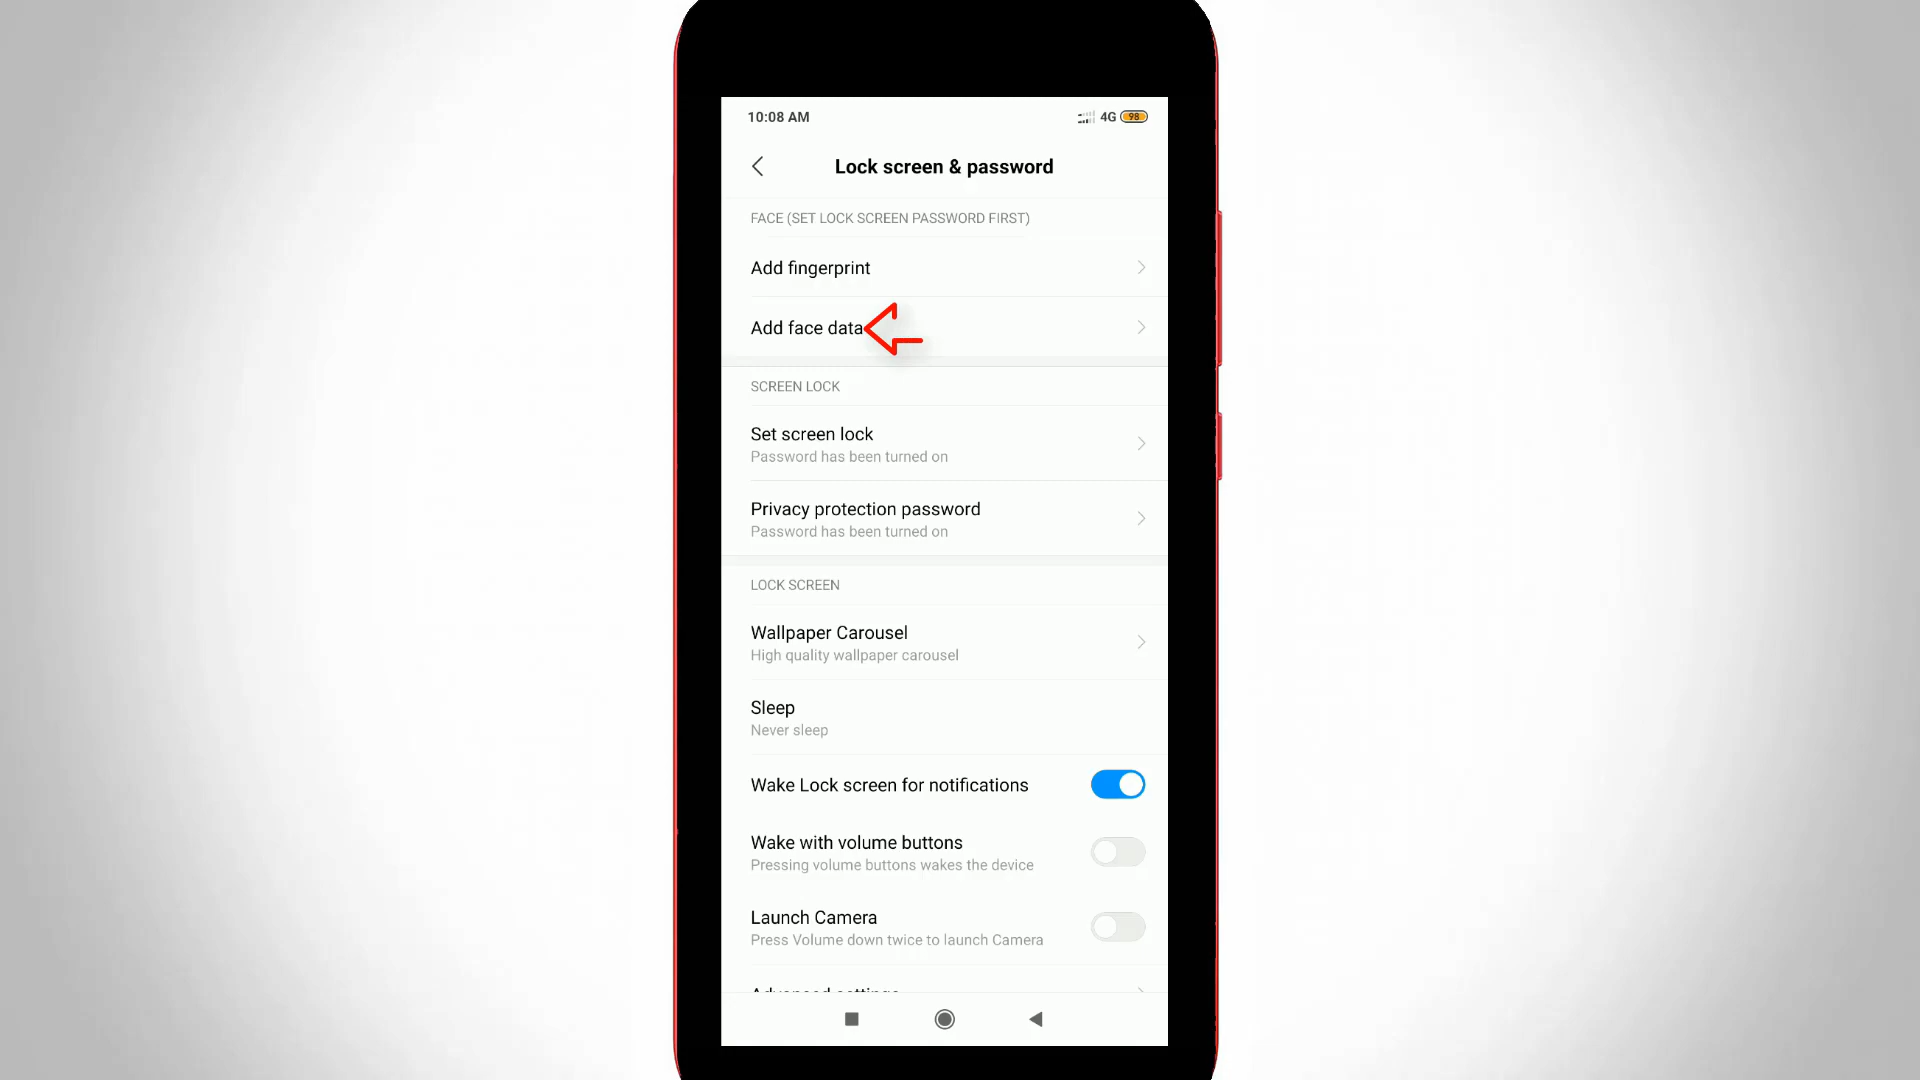 10:08 AM
4G 98
Lock screen & password
FACE (SET LOCK SCREEN PASSWORD FIRST)
Add fingerprint
Add face data
SCREEN LOCK
Set screen lock
Password has been turned on
Privacy protection password
Password has been turned on
LOCK SCREEN
Wallpaper Carousel
High quality wallpaper carousel
Sleep
Never sleep
Wake Lock screen for notifications
Wake with volume buttons
Pressing volume buttons wakes the device
Launch Camera
Press Volume down twice to launch Camera
Advanced settings